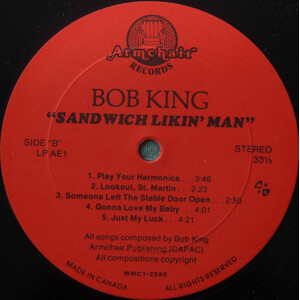 Armchair
RECORDS
BOB KING
"SANDWICH LIKIN' MAN"
SIDE "B" STEREO
LP AE1 33⅓
1. Play Your Harmonica ...3:46
2. Lookout, St. Martin ...2:23
3. Someone Left The Stable Door Open ...2:50
4. Gonna Love My Baby ...4:01
5. Just My Luck ...4:11
All songs composed by Bob King
Armchair Publishing (CAPAC)
All compositions copyright
MADE IN CANADA
WRC1-2595
ALL RIGHTS RESERVED